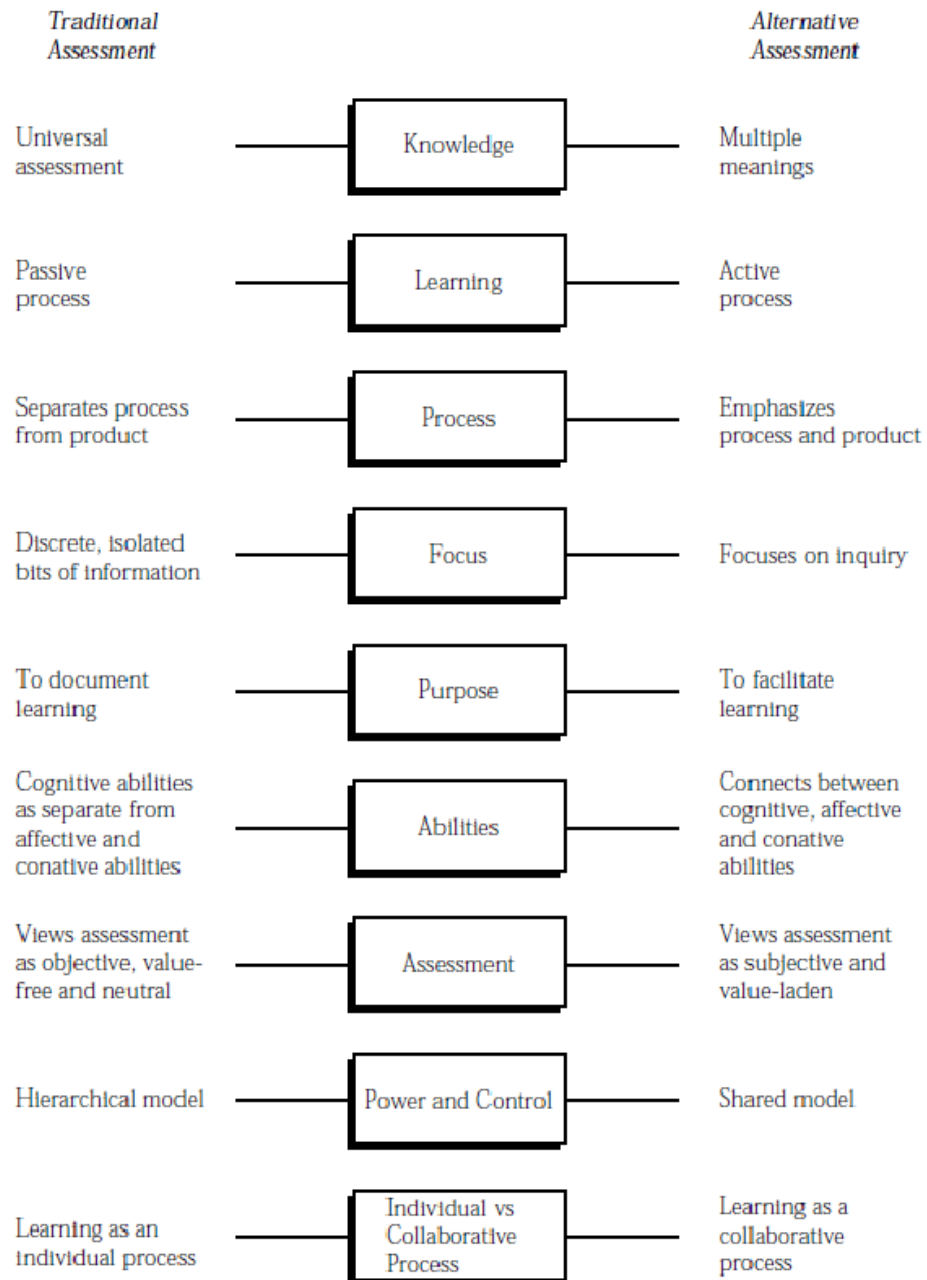 Traditional
Assessment
Alternative
Assessment
Universal
assessment
Knowledge
Multiple
meanings
Passive
process
Learning
Active
process
Separates process
from product
Process
Emphasizes
process and product
Discrete, isolated
bits of information
Focus
Focuses on inquiry
To document
learning
Purpose
To facilitate
learning
Cognitive abilities
as separate from
affective and
conative abilities
Abilities
Connects between
cognitive, affective
and conative
abilities
Views assessment
as objective, value-
free and neutral
Assessment
Views assessment
as subjective and
value-laden
Hierarchical model
Power and Control
Shared model
Learning as an
individual process
Individual vs
Collaborative
Process
Learning as a
collaborative
process